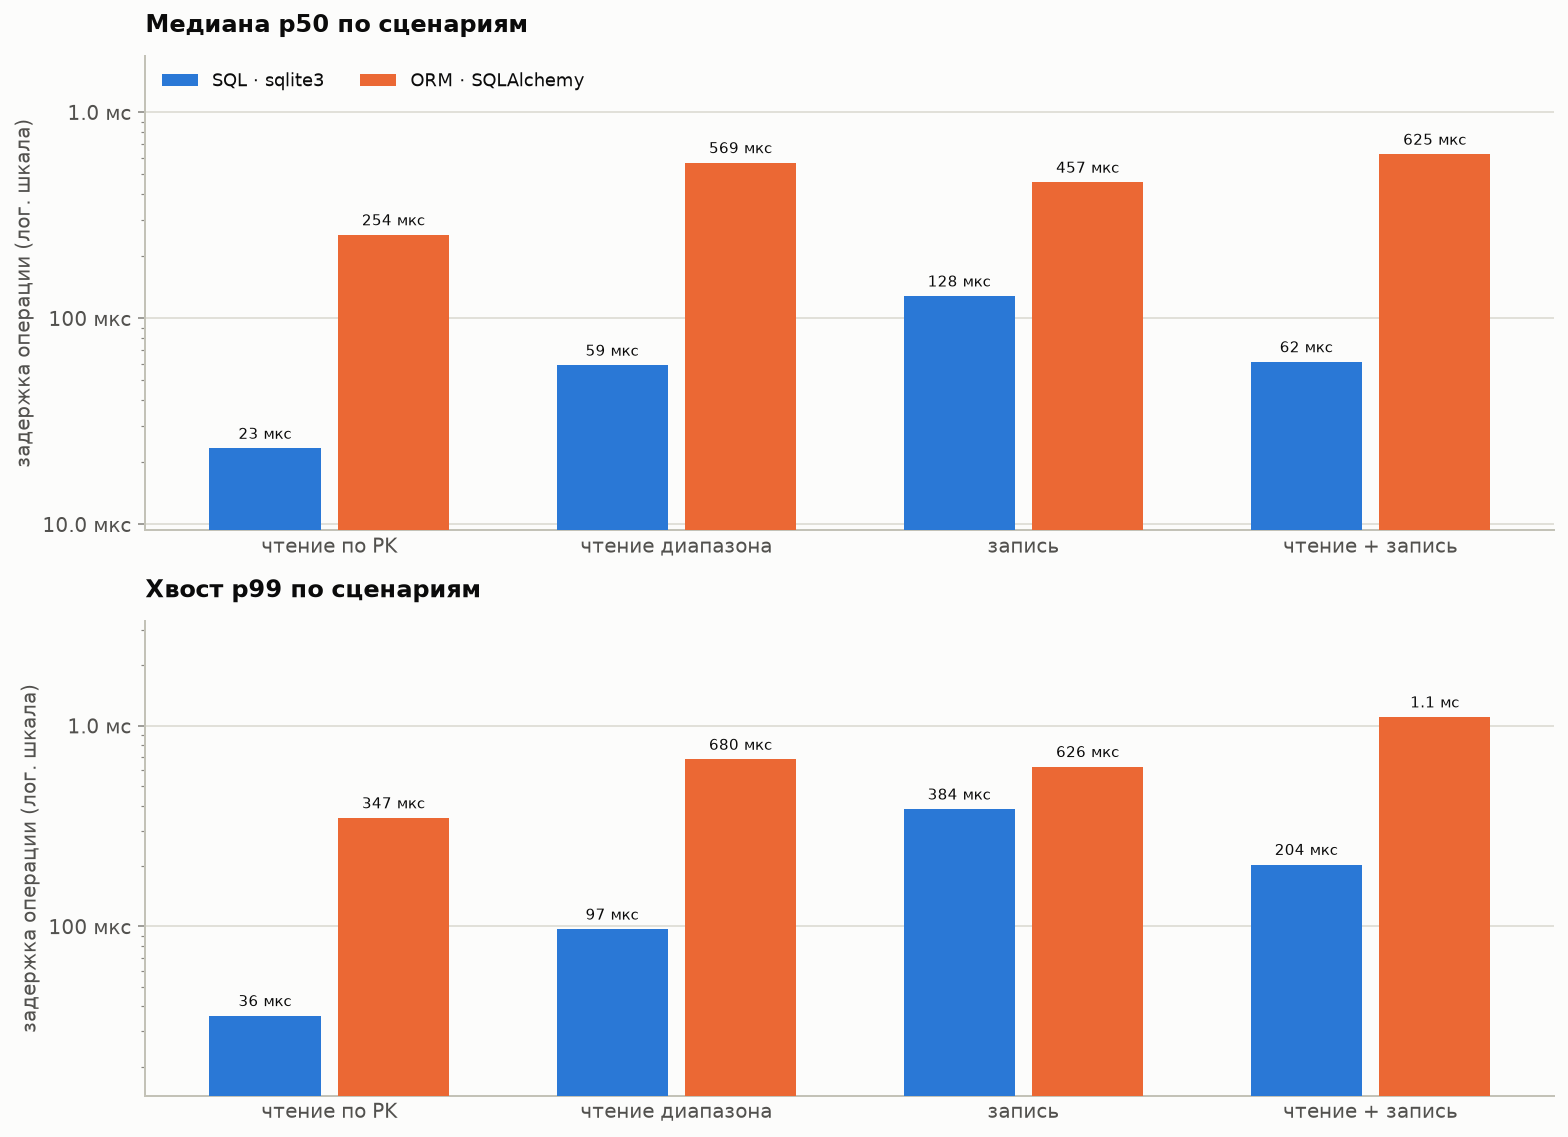 Медиана p50 по сценариям
SQL · sqlite3
ORM · SQLAlchemy
задержка операции (лог. шкала)
1.0 мс
100 мкс
10.0 мкс
23 мкс
254 мкс
59 мкс
569 мкс
128 мкс
457 мкс
62 мкс
625 мкс
чтение по PK
чтение диапазона
запись
чтение + запись
Хвост p99 по сценариям
задержка операции (лог. шкала)
1.0 мс
100 мкс
36 мкс
347 мкс
97 мкс
680 мкс
384 мкс
626 мкс
204 мкс
1.1 мс
чтение по PK
чтение диапазона
запись
чтение + запись